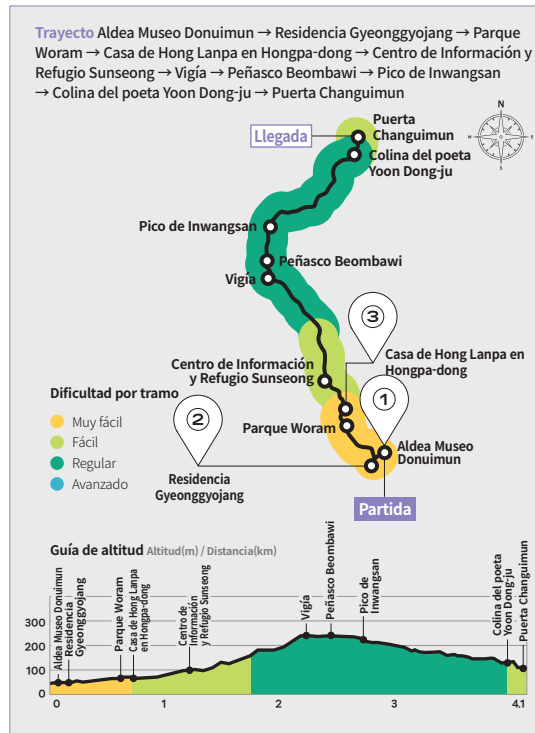 Trayecto Aldea Museo Donuimun → Residencia Gyeonggyojang → Parque
Woram → Casa de Hong Lanpa en Hongpa-dong → Centro de Información y
Refugio Sunseong → Vigía → Peñasco Beombawi → Pico de Inwangsan
→ Colina del poeta Yoon Dong-ju → Puerta Changuimun
N
W
E
S
Llegada
Puerta
Changuimun
Colina del poeta
Yoon Dong-ju
Pico de Inwangsan
Peñasco Beombawi
Vigía
3
Casa de Hong Lanpa en
Hongpa-dong
Centro de Información
y Refugio Sunseong
Dificultad por tramo
Muy fácil
Fácil
Regular
Avanzado
2
1
Parque Woram
Aldea Museo
Donuimun
Residencia
Gyeonggyojang
Partida
Guía de altitud Altitud(m) / Distancia(km)
Aldea Museo Donuimun
Residencia
Gyeonggyojang
Parque Woram
Casa de Hong Lanpa
en Hongpa-dong
Centro de
Información
y Refugio Sunseong
Vigía
Peñasco Beombawi
Pico de
Inwangsan
Colina del poeta
Yoon Dong-ju
Puerta Changuimun
300
200
100
0
0 1 2 3 4.1